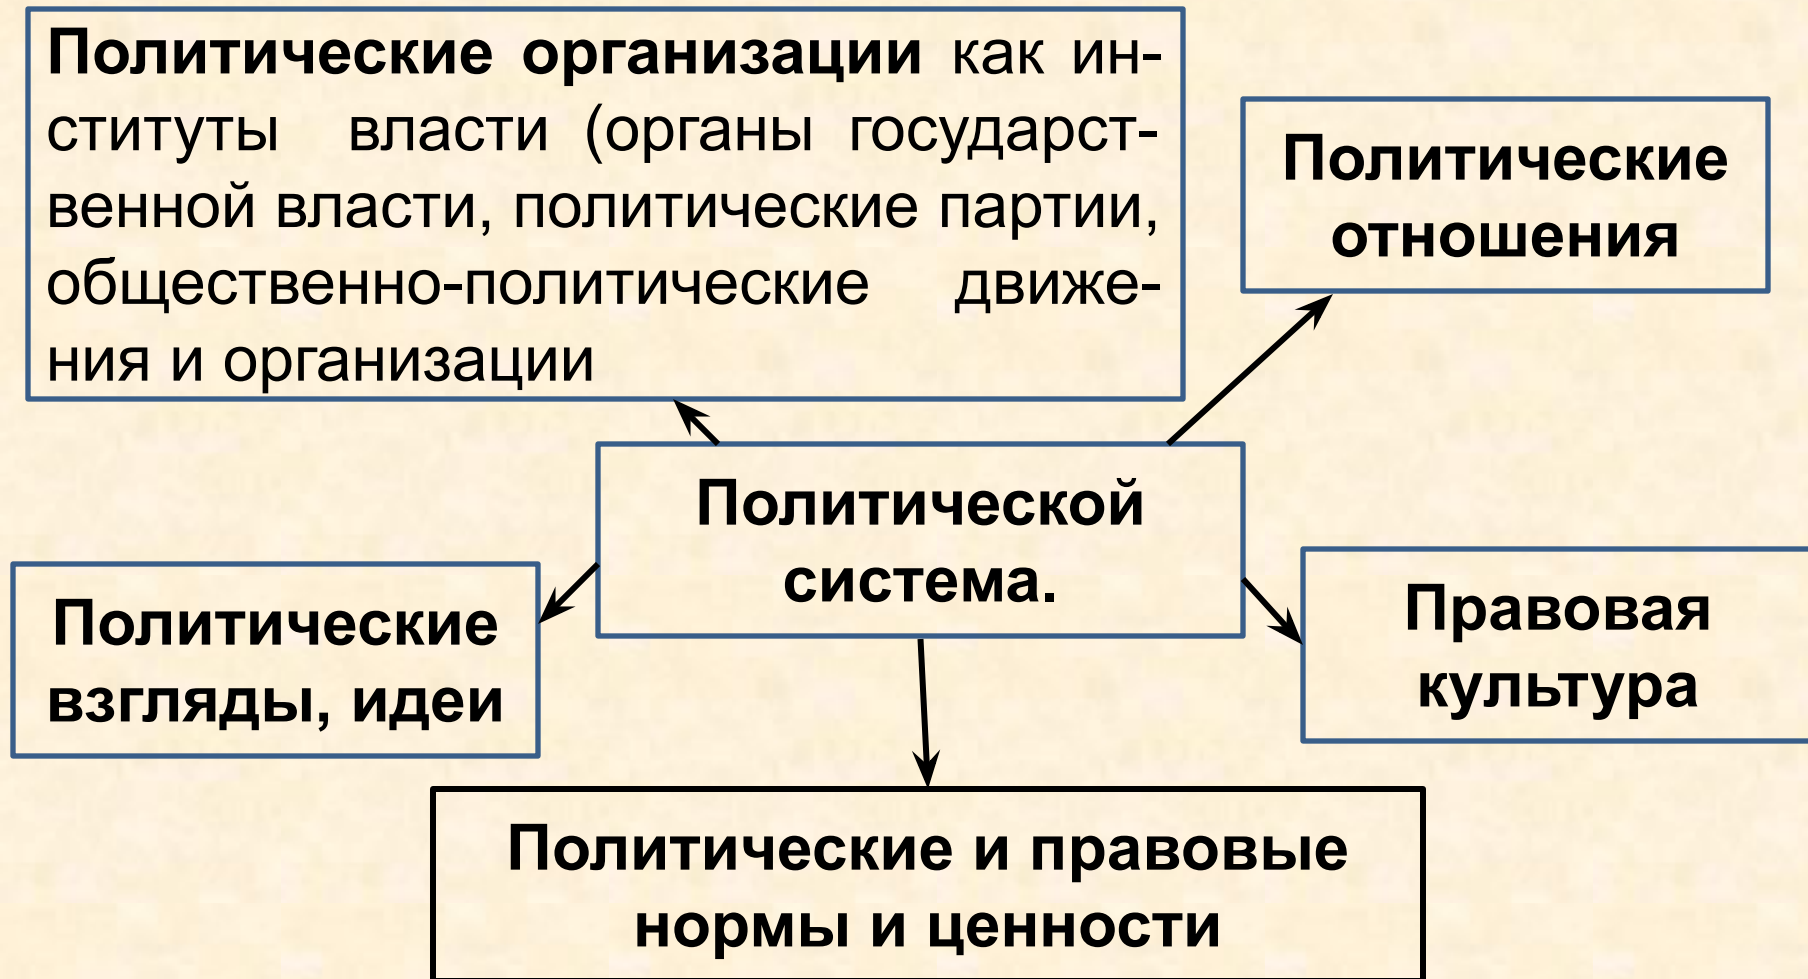 Политические организации как ин-
ституты власти (органы государст-
венной власти, политические партии,
общественно-политические движе-
ния и организации
Политические
отношения
Политической
система.
Политические
взгляды, идеи
Правовая
культура
Политические и правовые
нормы и ценности